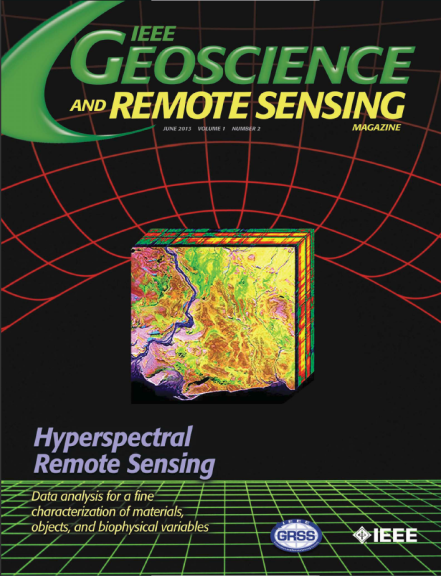 IEEE
GEOSCIENCE
AND REMOTE SENSING
MAGAZINE
JUNE 2013 VOLUME 1 NUMBER 2
Hyperspectral
Remote Sensing
Data analysis for a fine
characterization of materials,
objects, and biophysical variables
IEEE
GRSS
IEEE